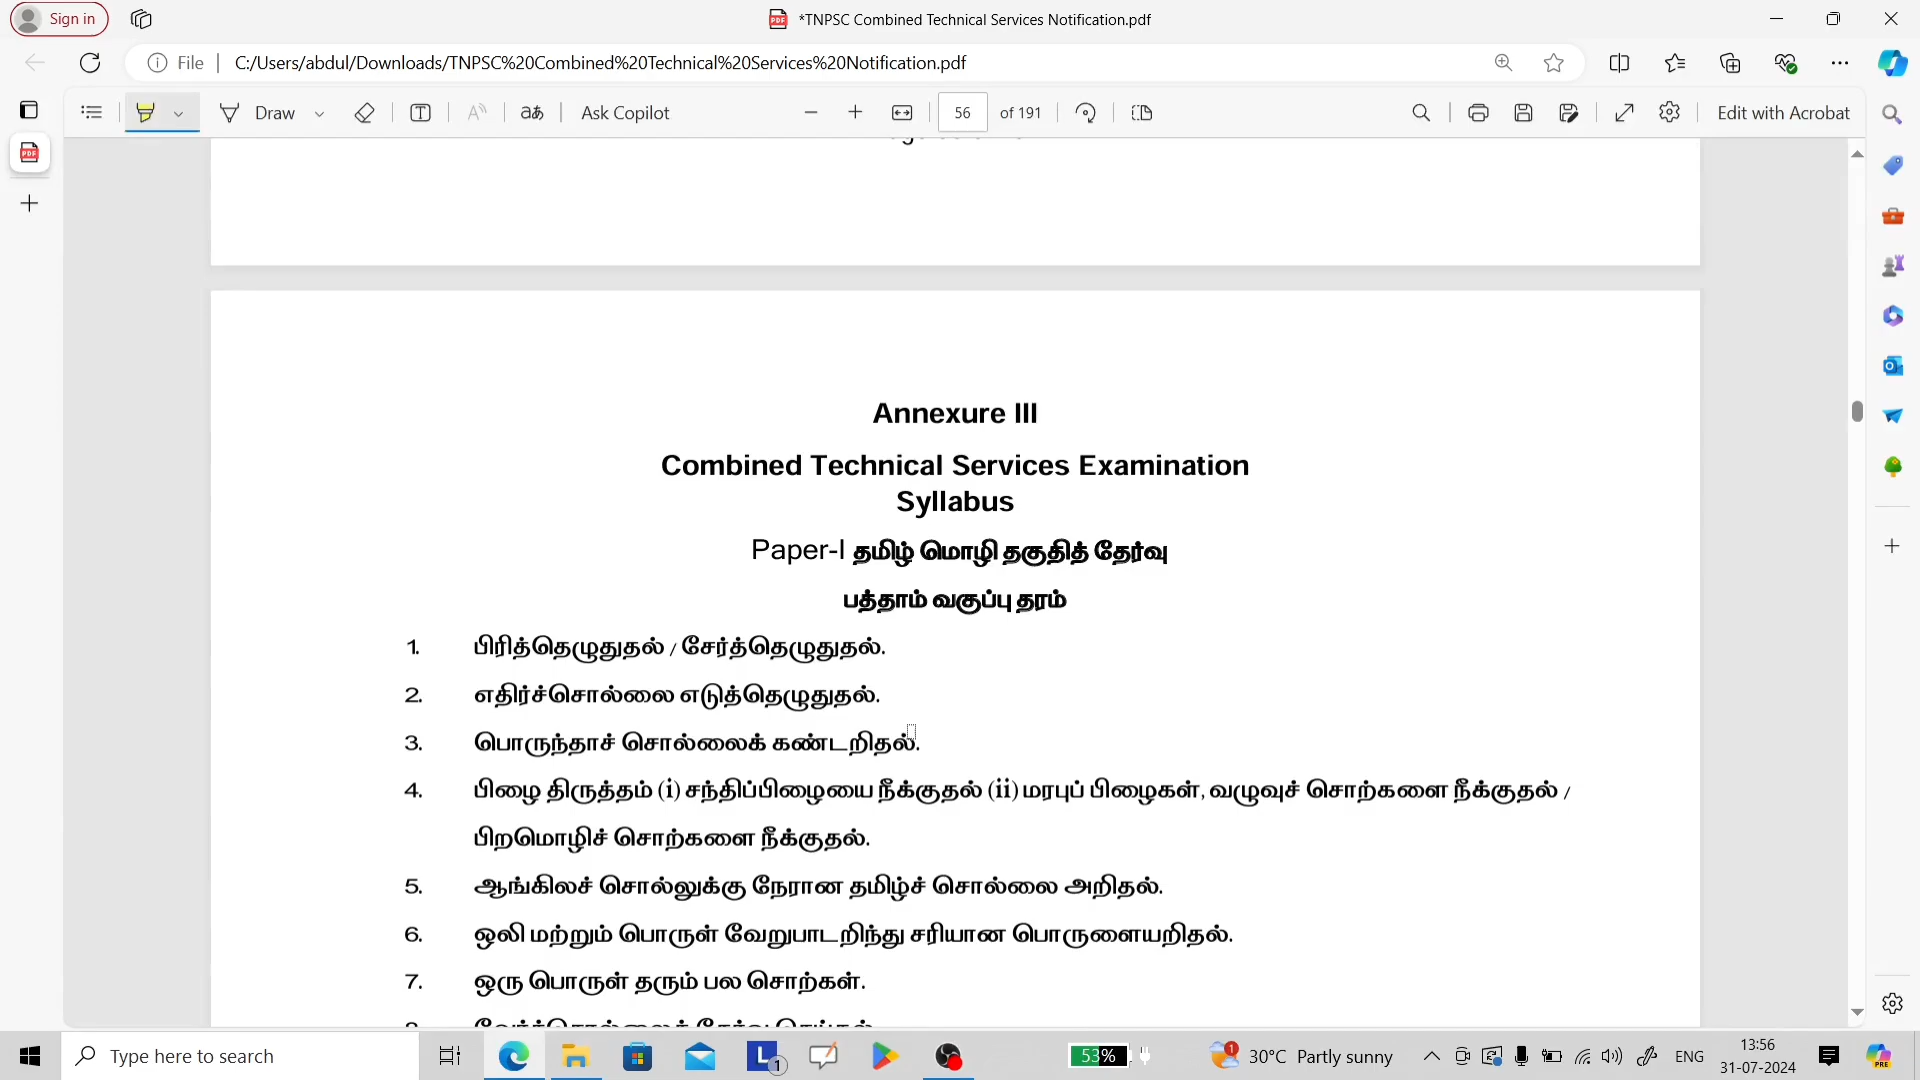 Sign in
*TNPSC Combined Technical Services Notification.pdf
File
C:/Users/abdul/Downloads/TNPSC%20Combined%20Technical%20Services%20Notification.pdf
Draw
Ask Copilot
56 of 191
Edit with Acrobat
Annexure III
Combined Technical Services Examination
Syllabus
Paper-I தமிழ் மொழி தகுதித் தேர்வு
பத்தாம் வகுப்பு தரம்
1. பிரித்தெழுதுதல் / சேர்த்தெழுதுதல்.
2. எதிர்ச்சொல்லை எடுத்தெழுதுதல்.
3. பொருந்தாச் சொல்லைக் கண்டறிதல்.
4. பிழை திருத்தம் (i) சந்திப்பிழையை நீக்குதல் (ii) மரபுப் பிழைகள், வழுவுச் சொற்களை நீக்குதல் /
பிறமொழிச் சொற்களை நீக்குதல்.
5. ஆங்கிலச் சொல்லுக்கு நேரான தமிழ்ச் சொல்லை அறிதல்.
6. ஒலி மற்றும் பொருள் வேறுபாடறிந்து சரியான பொருளையறிதல்.
7. ஒரு பொருள் தரும் பல சொற்கள்.
Type here to search
53%
30°C Partly sunny
ENG
13:56
31-07-2024